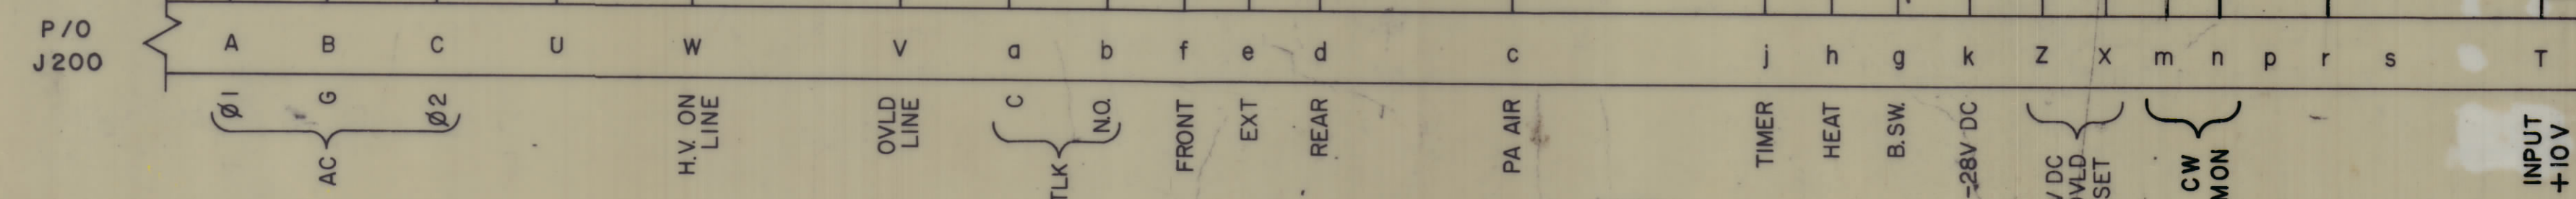 P/O
J200
A B C U W V a b f e d c j h g k Z X m n p r s T
Ø1 G Ø2
AC
H.V. ON
LINE
OVLD
LINE
C N.O.
TLK
FRONT
EXT
REAR
PA AIR
TIMER
HEAT
B.SW.
-28V DC
V DC
OVLD
SET
CW
MON
INPUT
+10V